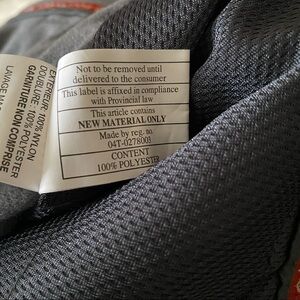 Not to be removed until
delivered to the consumer
This label is affixed in compliance
with Provincial law
This article contains
NEW MATERIAL ONLY
Made by reg. no.
04T-0278003
CONTENT
100% POLYESTER
DOUBLURE: 100% NYLON
100% POLYESTER
GARNITURE NON COMPRISE
LAVAGE